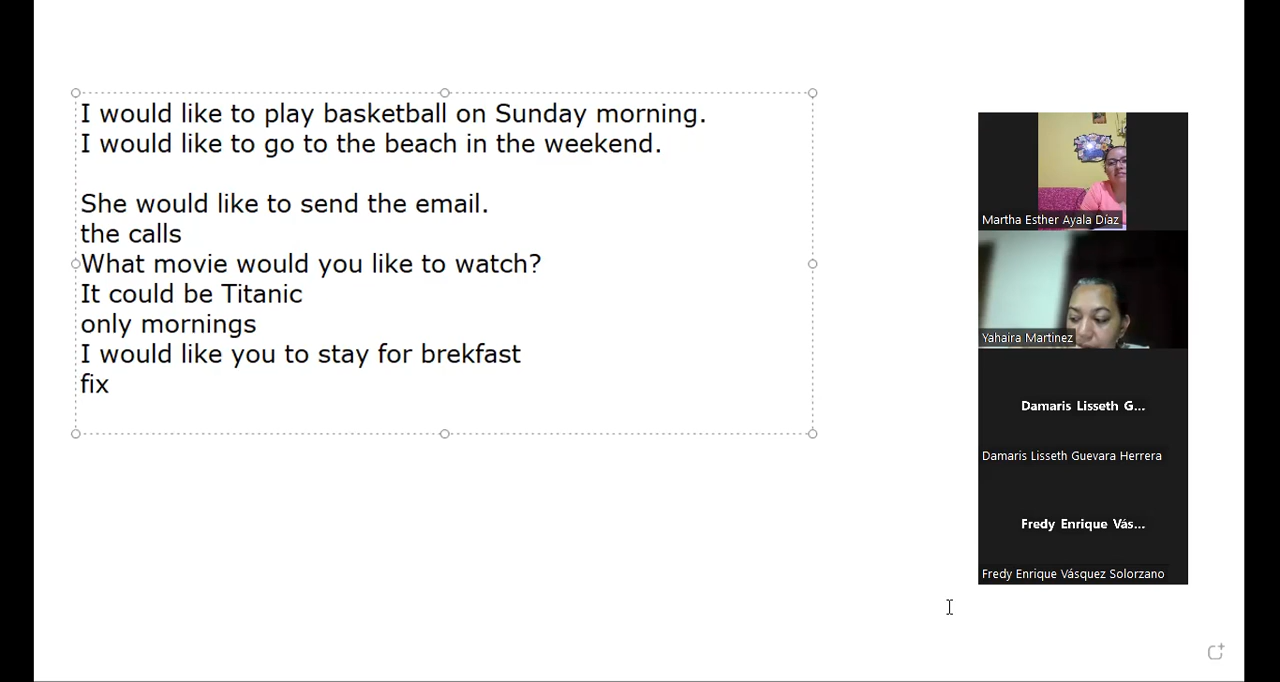 I would like to play basketball on Sunday morning.
I would like to go to the beach in the weekend.
She would like to send the email.
the calls
What movie would you like to watch?
It could be Titanic
only mornings
I would like you to stay for brekfast
fix
Martha Esther Ayala Díaz
Yahaira Martinez
Damaris Lisseth G...
Damaris Lisseth Guevara Herrera
Fredy Enrique Vás...
Fredy Enrique Vásquez Solorzano